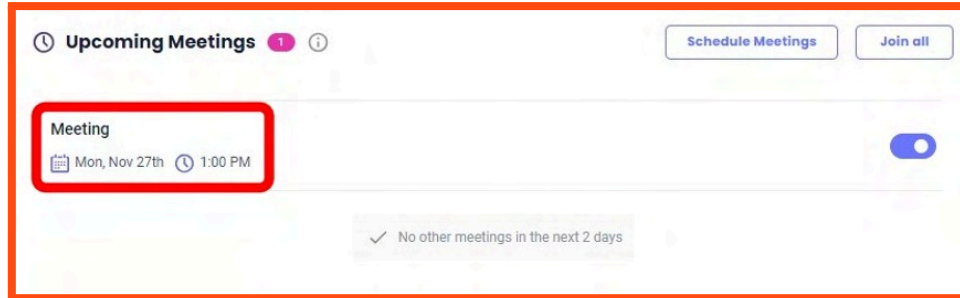 Upcoming Meetings 1
Schedule Meetings
Join all
Meeting
Mon, Nov 27th 1:00 PM
No other meetings in the next 2 days